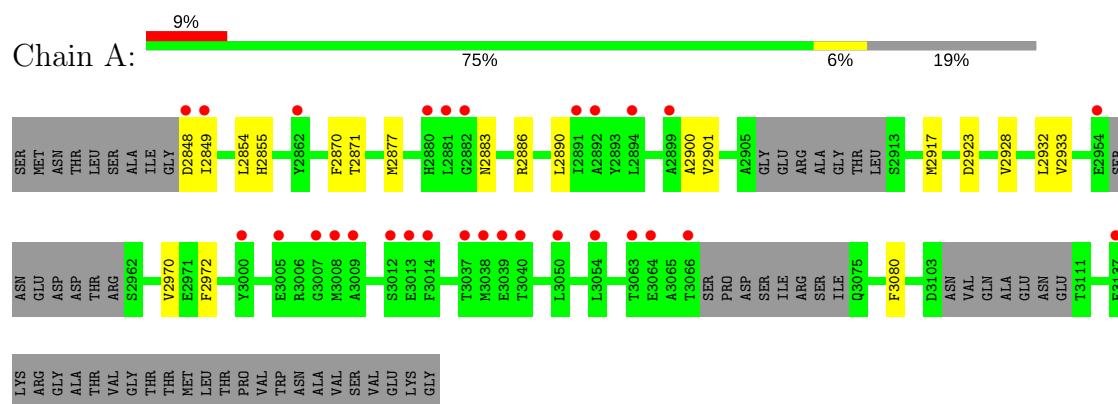 9%
Chain A:
75% 6% 19%
SER MET ASN THR LEU SER ALA ILE GLY D2848 I2849 L2854 H2855 Y2862 F2870 T2871 M2877 H2880 L2881 G2882 N2883 R2886 L2890 I2891 A2892 Y2893 L2894 A2899 A2900 V2901 A2905 GLY GLU ARG ALA GLY THR LEU S2913 M2917 D2923 V2928 L2932 V2933 E2954 SER
ASN GLU ASP ASP THR ARG S2962 V2970 E2971 F2972 Y3000 E3005 R3006 G3007 M3008 A3009 S3012 E3013 F3014 T3037 M3038 E3039 T3040 L3050 L3054 T3063 E3064 A3065 T3066 SER PRO ASP SER ILE ARG SER ILE Q3075 F3080 D3103 ASN VAL GLN ALA GLU ASN GLU T3111 E3137
LYS ARG GLY ALA THR VAL GLY THR THR MET LEU THR PRO VAL TRP ASN ALA VAL SER VAL GLU LYS GLY